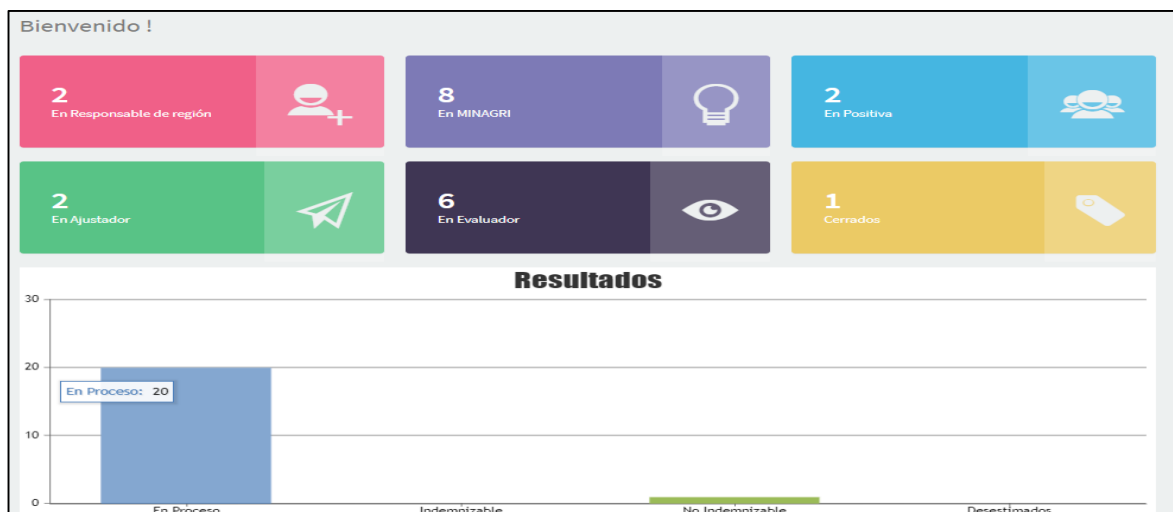 Bienvenido !
2
En Responsable de región
8
En MINAGRI
2
En Positiva
2
En Ajustador
6
En Evaluador
1
Cerrados
Resultados
30
20
En Proceso: 20
10
0
En Proceso
Indemnizable
No Indemnizable
Desestimados